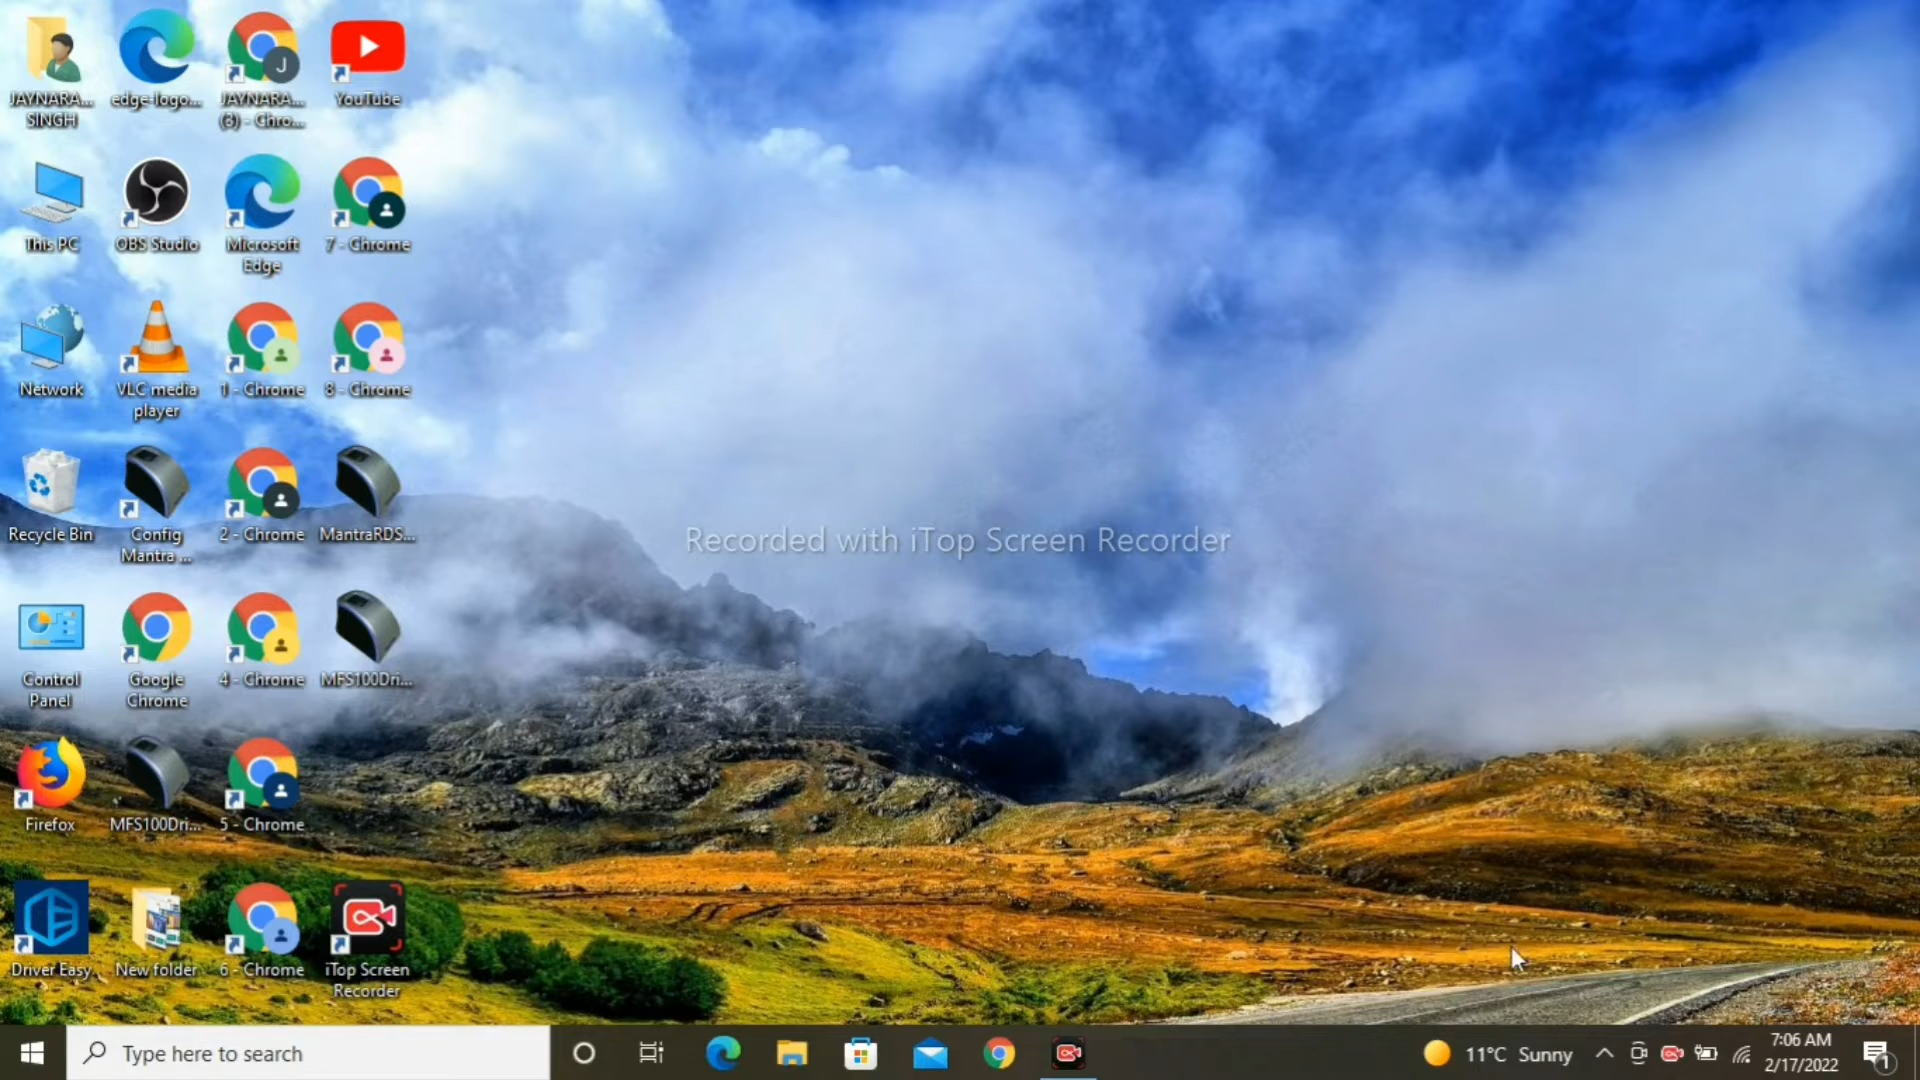 JAYNARA...
SINGH
edge-logo...
JAYNARA...
(3) - Chro...
YouTube
This PC
OBS Studio
Microsoft
Edge
7 - Chrome
Network
VLC media
player
1 - Chrome
8 - Chrome
Recycle Bin
Config
Mantra ...
2 - Chrome
MantraRDS...
Control
Panel
Google
Chrome
4 - Chrome
MFS100Dri...
Firefox
MFS100Dri...
5 - Chrome
Driver Easy
New folder
6 - Chrome
iTop Screen
Recorder
J
Recorded with iTop Screen Recorder
Type here to search
11°C Sunny
7:06 AM
2/17/2022
1